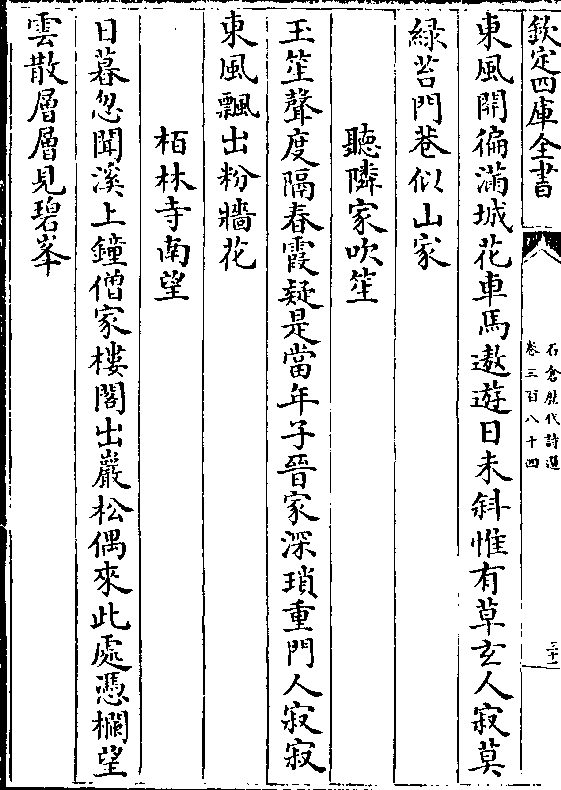 欽定四庫全書
石倉歷代詩選
卷三百八十四
三十二
東風開徧滿城花車馬遨遊日未斜惟有草玄人寂莫
緑苔門巷似山家
聽隣家吹笙
玉笙聲度隔春霞疑是當年子晉家深瑣重門人寂寂
東風飄出粉牆花
栢林寺南望
日暮忽聞溪上鐘僧家樓閣出巖松偶來此處憑欄望
雲散層層見碧峯